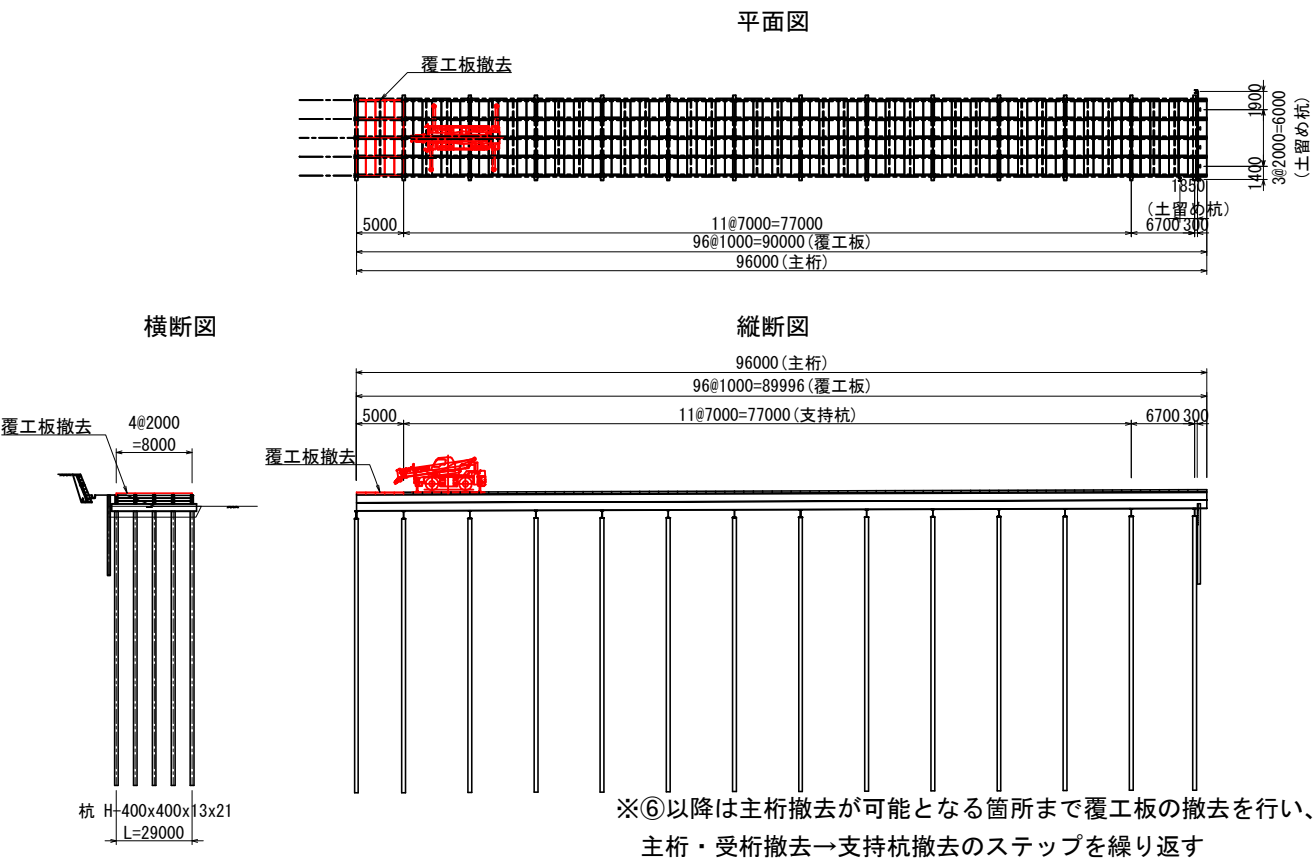 平面図
覆工板撤去
1900
3@2000=6000
(土留め杭)
1400
1850
(土留め杭)
5000
11@7000=77000
6700
300
96@1000=90000(覆工板)
96000(主桁)
横断図
縦断図
96000(主桁)
96@1000=89996(覆工板)
5000
11@7000=77000(支持杭)
6700
300
覆工板撤去
4@2000
=8000
覆工板撤去
杭 H-400x400x13x21
L=29000
※⑥以降は主桁撤去が可能となる箇所まで覆工板の撤去を行い、
主桁・受桁撤去→支持杭撤去のステップを繰り返す